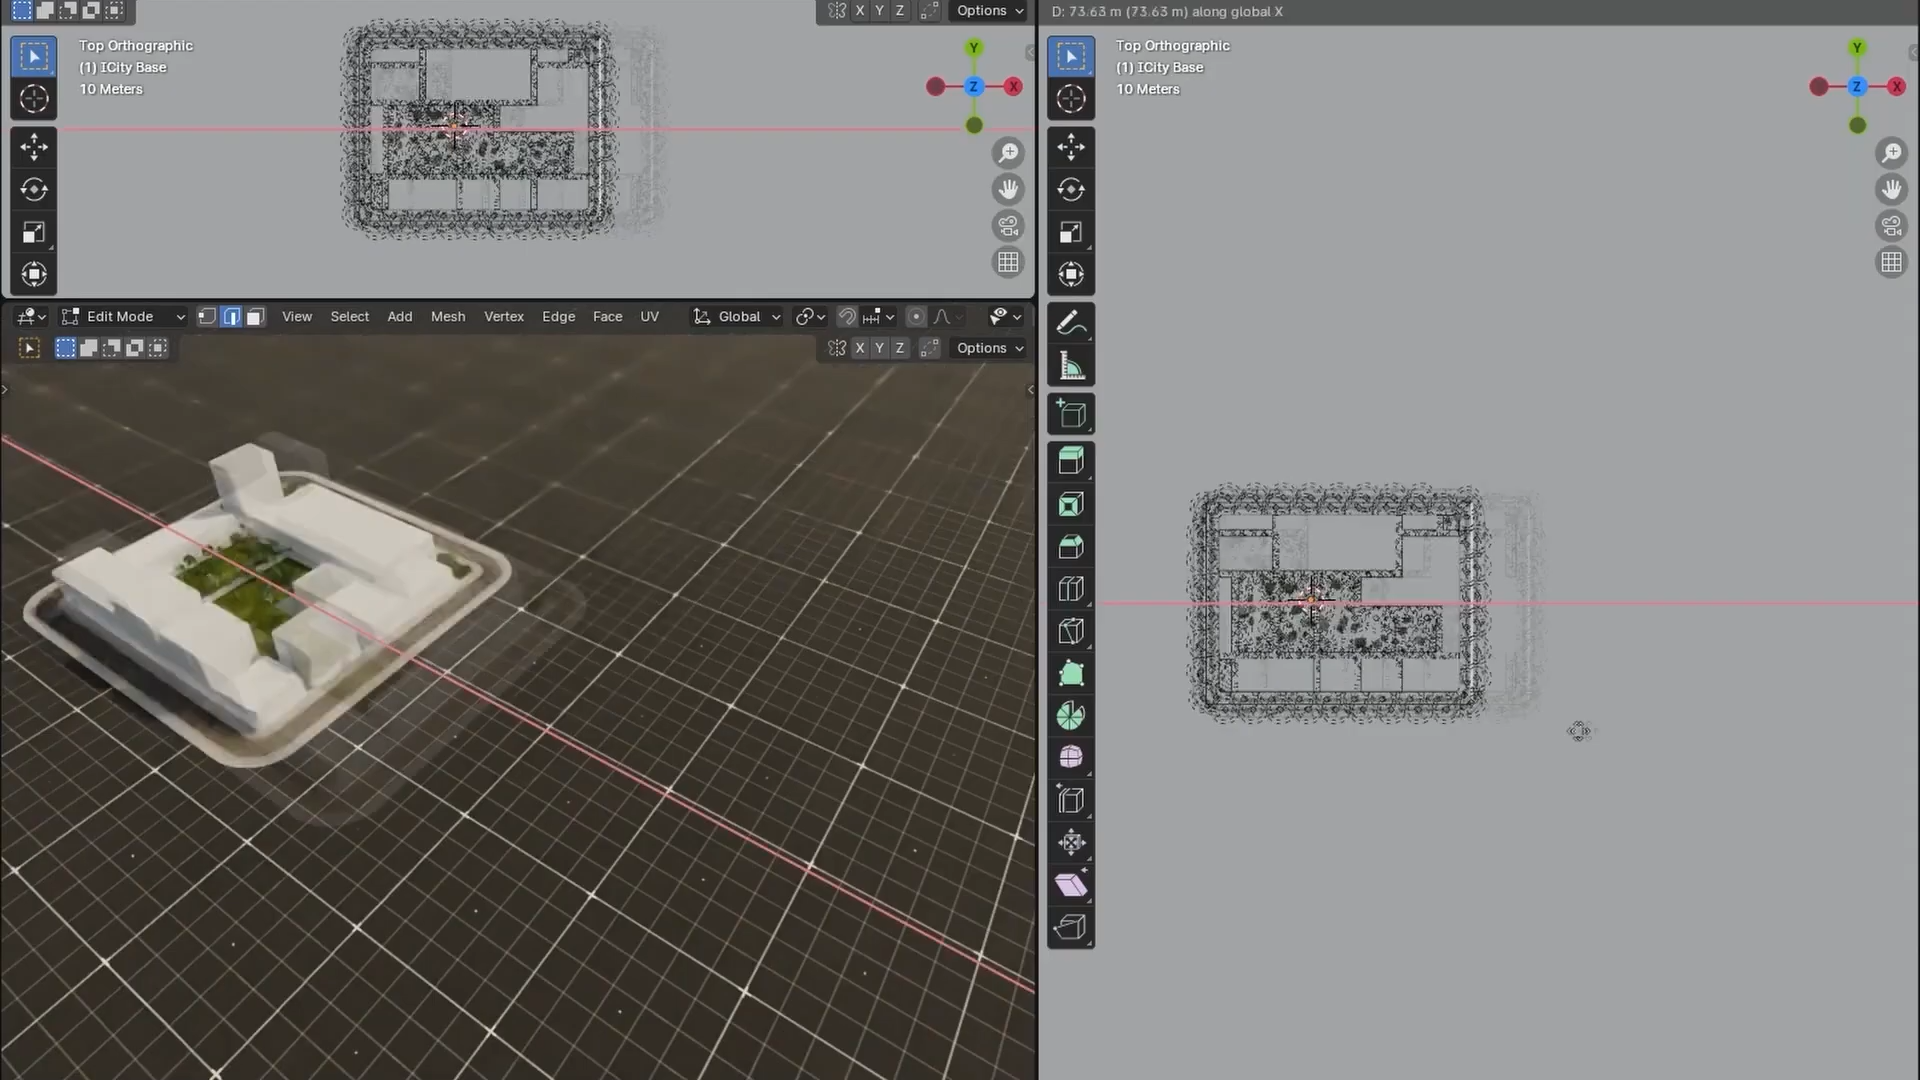 X Y Z Options
Top Orthographic
(1) ICity Base
10 Meters
Y
Z
X
Edit Mode View Select Add Mesh Vertex Edge Face UV Global
X Y Z Options
D: 73.63 m (73.63 m) along global X
Top Orthographic
(1) ICity Base
10 Meters
Y
Z
X